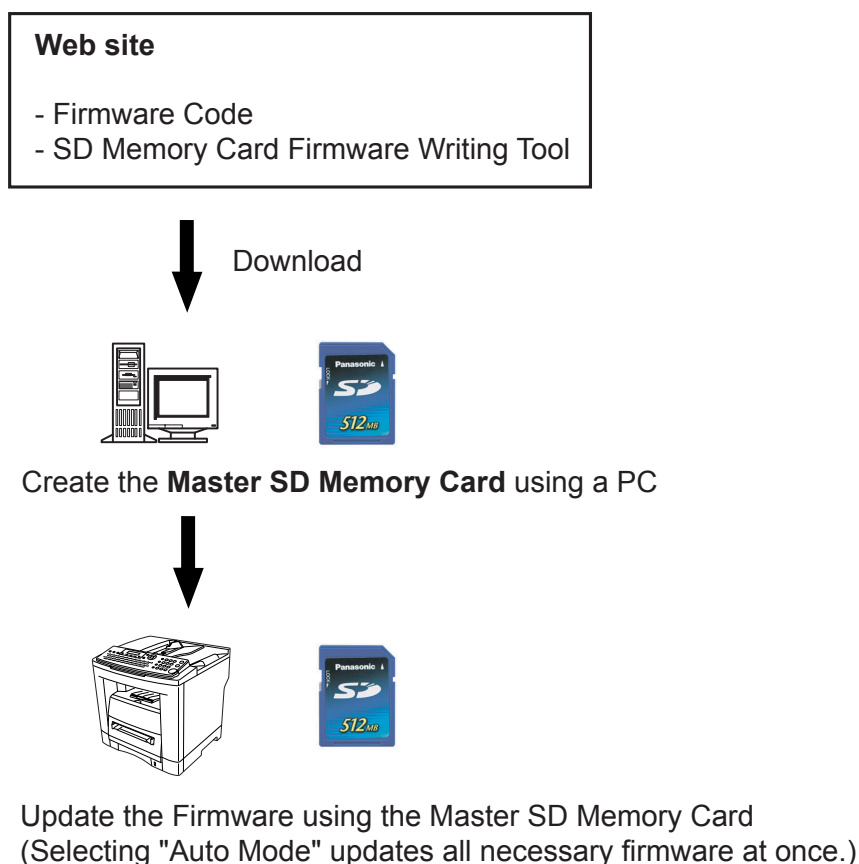 Web site
- Firmware Code
- SD Memory Card Firmware Writing Tool
Download
Panasonic
LOCK
SD
512MB
Create the Master SD Memory Card using a PC
Panasonic
LOCK
SD
512MB
Update the Firmware using the Master SD Memory Card
(Selecting "Auto Mode" updates all necessary firmware at once.)